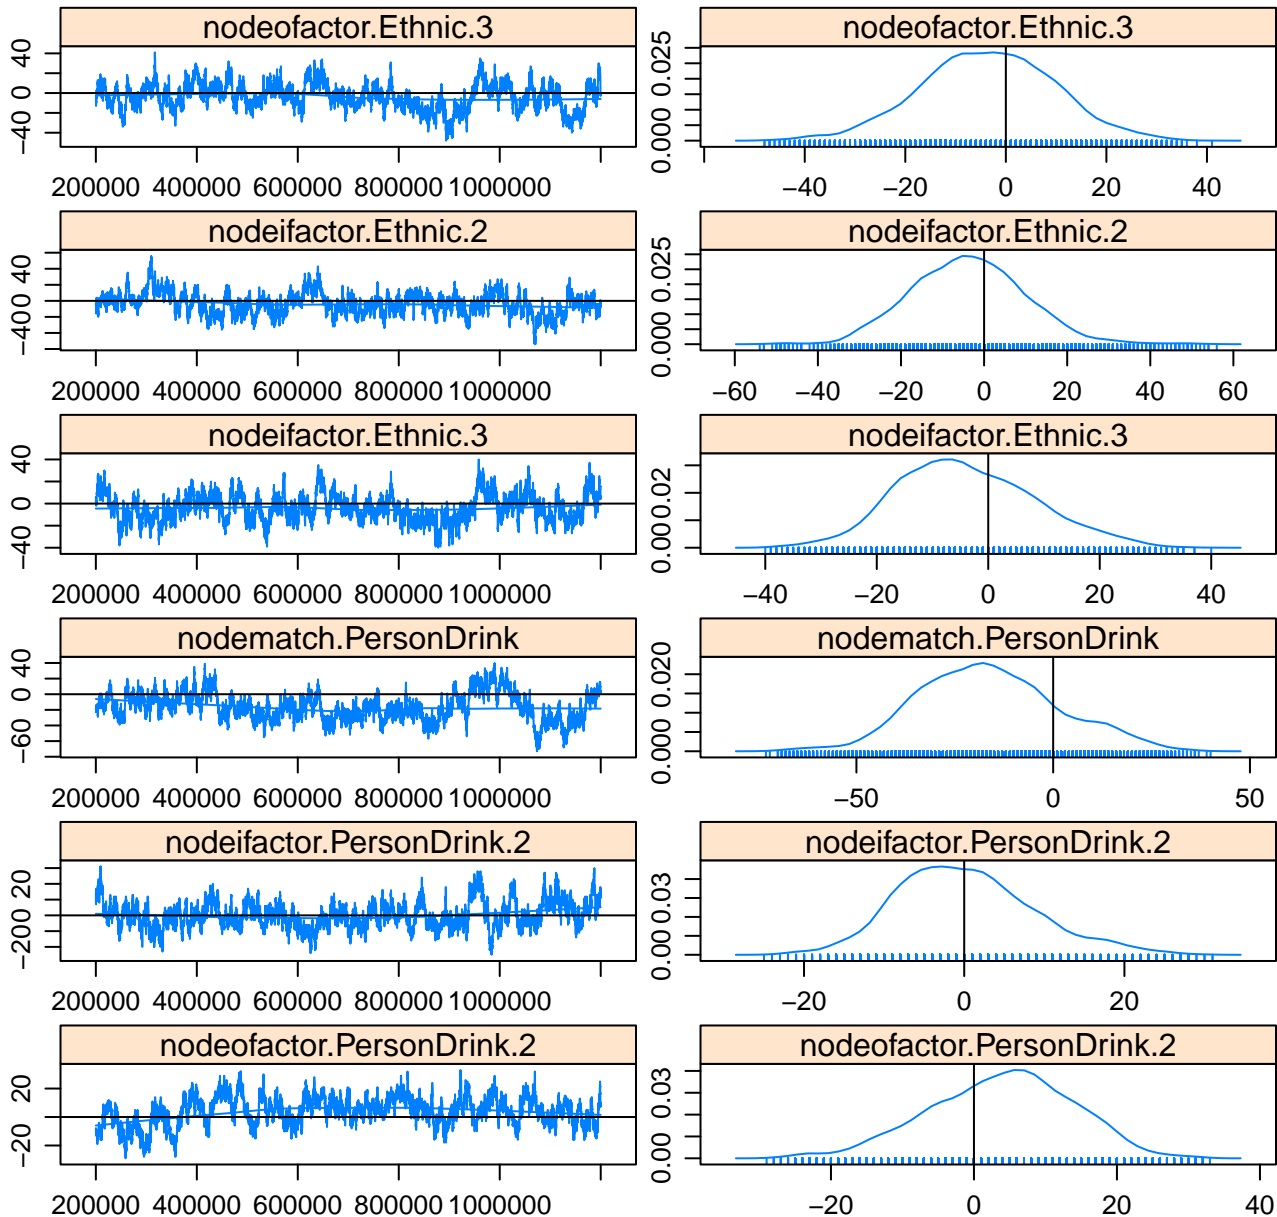 nodeofactor.Ethnic.3
40
0
−40
200000 400000 600000 800000 1000000
nodeofactor.Ethnic.3
0.025
0.000
−40 −20 0 20 40
nodeifactor.Ethnic.2
40
−400
200000 400000 600000 800000 1000000
nodeifactor.Ethnic.2
0.025
0.000
−60 −40 −20 0 20 40 60
nodeifactor.Ethnic.3
40
0
−40
200000 400000 600000 800000 1000000
nodeifactor.Ethnic.3
0.02
0.00
−40 −20 0 20 40
nodematch.PersonDrink
40
0
−60
200000 400000 600000 800000 1000000
nodematch.PersonDrink
0.020
0.000
−50 0 50
nodeifactor.PersonDrink.2
20
−200
200000 400000 600000 800000 1000000
nodeifactor.PersonDrink.2
0.03
0.00
−20 0 20
nodeofactor.PersonDrink.2
20
−20
200000 400000 600000 800000 1000000
nodeofactor.PersonDrink.2
0.03
0.00
−20 0 20 40